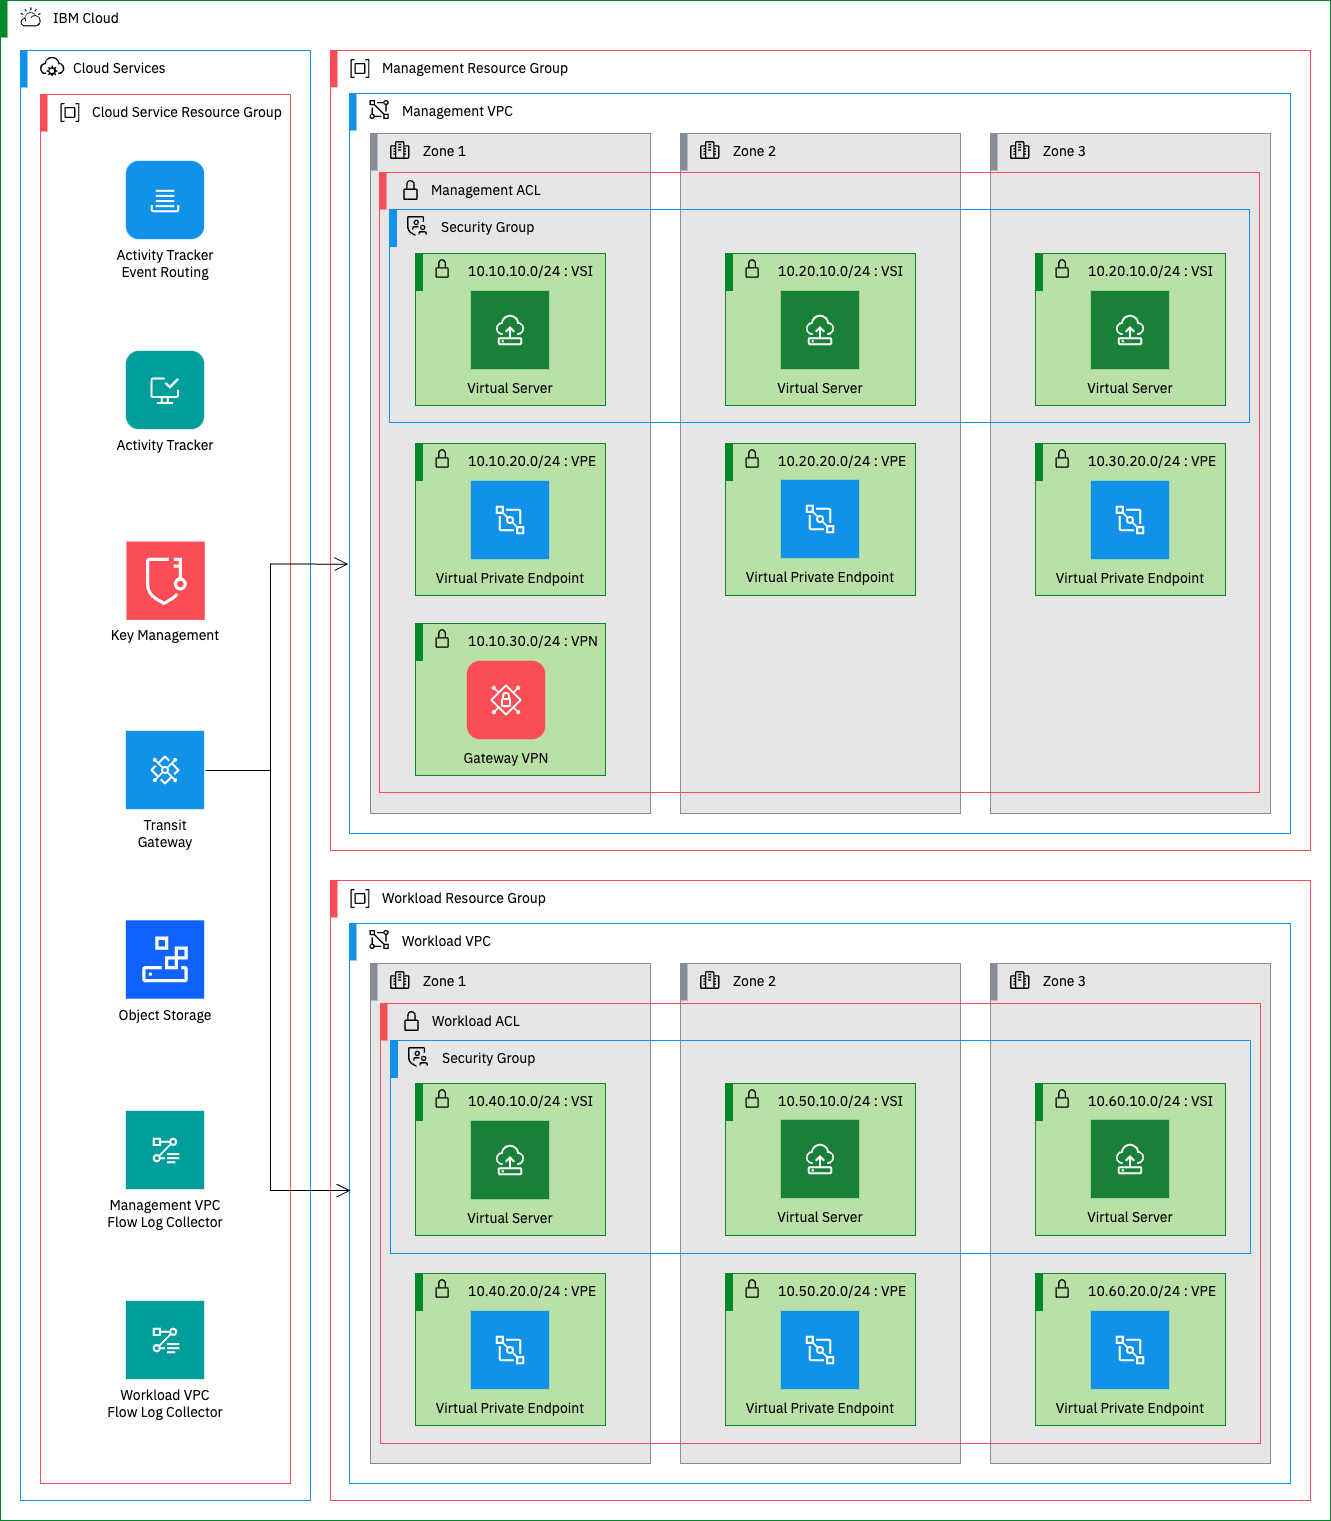 IBM Cloud
Cloud Services
Cloud Service Resource Group
Activity Tracker
Event Routing
Activity Tracker
Key Management
Transit
Gateway
Object Storage
Management VPC
Flow Log Collector
Workload VPC
Flow Log Collector
Management Resource Group
Management VPC
Zone 1
Zone 2
Zone 3
Management ACL
Security Group
10.10.10.0/24 : VSI
Virtual Server
10.20.10.0/24 : VSI
Virtual Server
10.20.10.0/24 : VSI
Virtual Server
10.10.20.0/24 : VPE
Virtual Private Endpoint
10.20.20.0/24 : VPE
Virtual Private Endpoint
10.30.20.0/24 : VPE
Virtual Private Endpoint
10.10.30.0/24 : VPN
Gateway VPN
Workload Resource Group
Workload VPC
Zone 1
Zone 2
Zone 3
Workload ACL
Security Group
10.40.10.0/24 : VSI
Virtual Server
10.50.10.0/24 : VSI
Virtual Server
10.60.10.0/24 : VSI
Virtual Server
10.40.20.0/24 : VPE
Virtual Private Endpoint
10.50.20.0/24 : VPE
Virtual Private Endpoint
10.60.20.0/24 : VPE
Virtual Private Endpoint